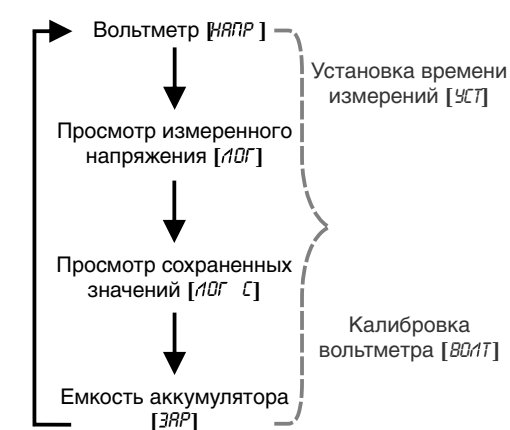 Вольтметр [НАПР]
Установка времени
измерений [УСТ]
Просмотр измеренного
напряжения [ЛОГ]
Просмотр сохраненных
значений [ЛОГ С]
Калибровка
вольтметра [ВОЛТ]
Емкость аккумулятора
[ЗАР]